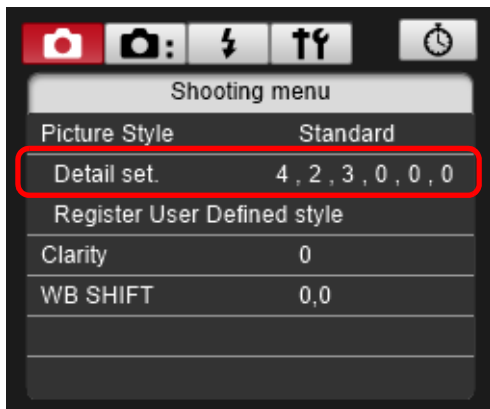 Shooting menu
Picture Style Standard
Detail set. 4 , 2 , 3 , 0 , 0 , 0
Register User Defined style
Clarity 0
WB SHIFT 0,0